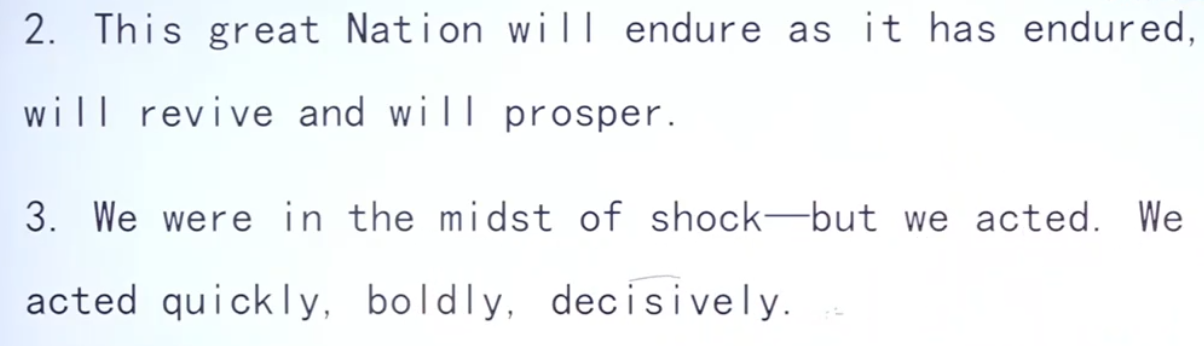 2. This great Nation will endure as it has endured,
will revive and will prosper.
3. We were in the midst of shock—but we acted. We
acted quickly, boldly, decisively.